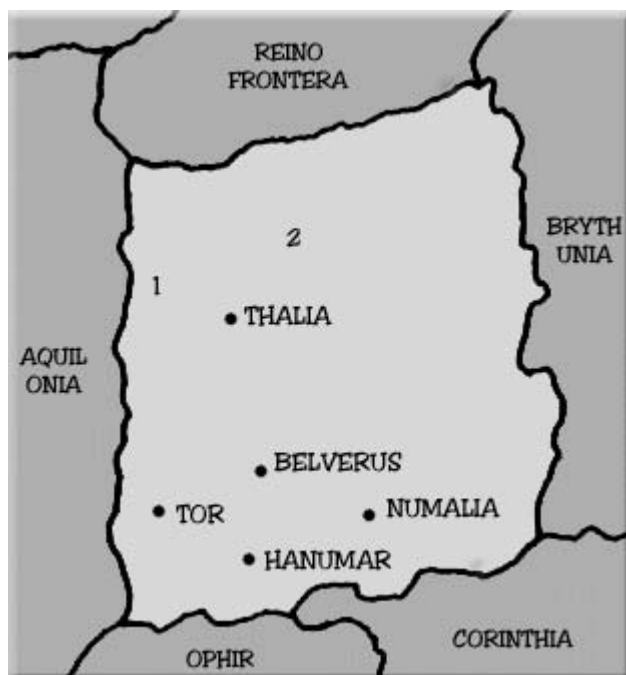 REINO
FRONTERA
BRYTH
UNIA
2
1
THALIA
AQUIL
ONIA
BELVERUS
TOR
NUMALIA
HANUMAR
CORINTHIA
OPHIR